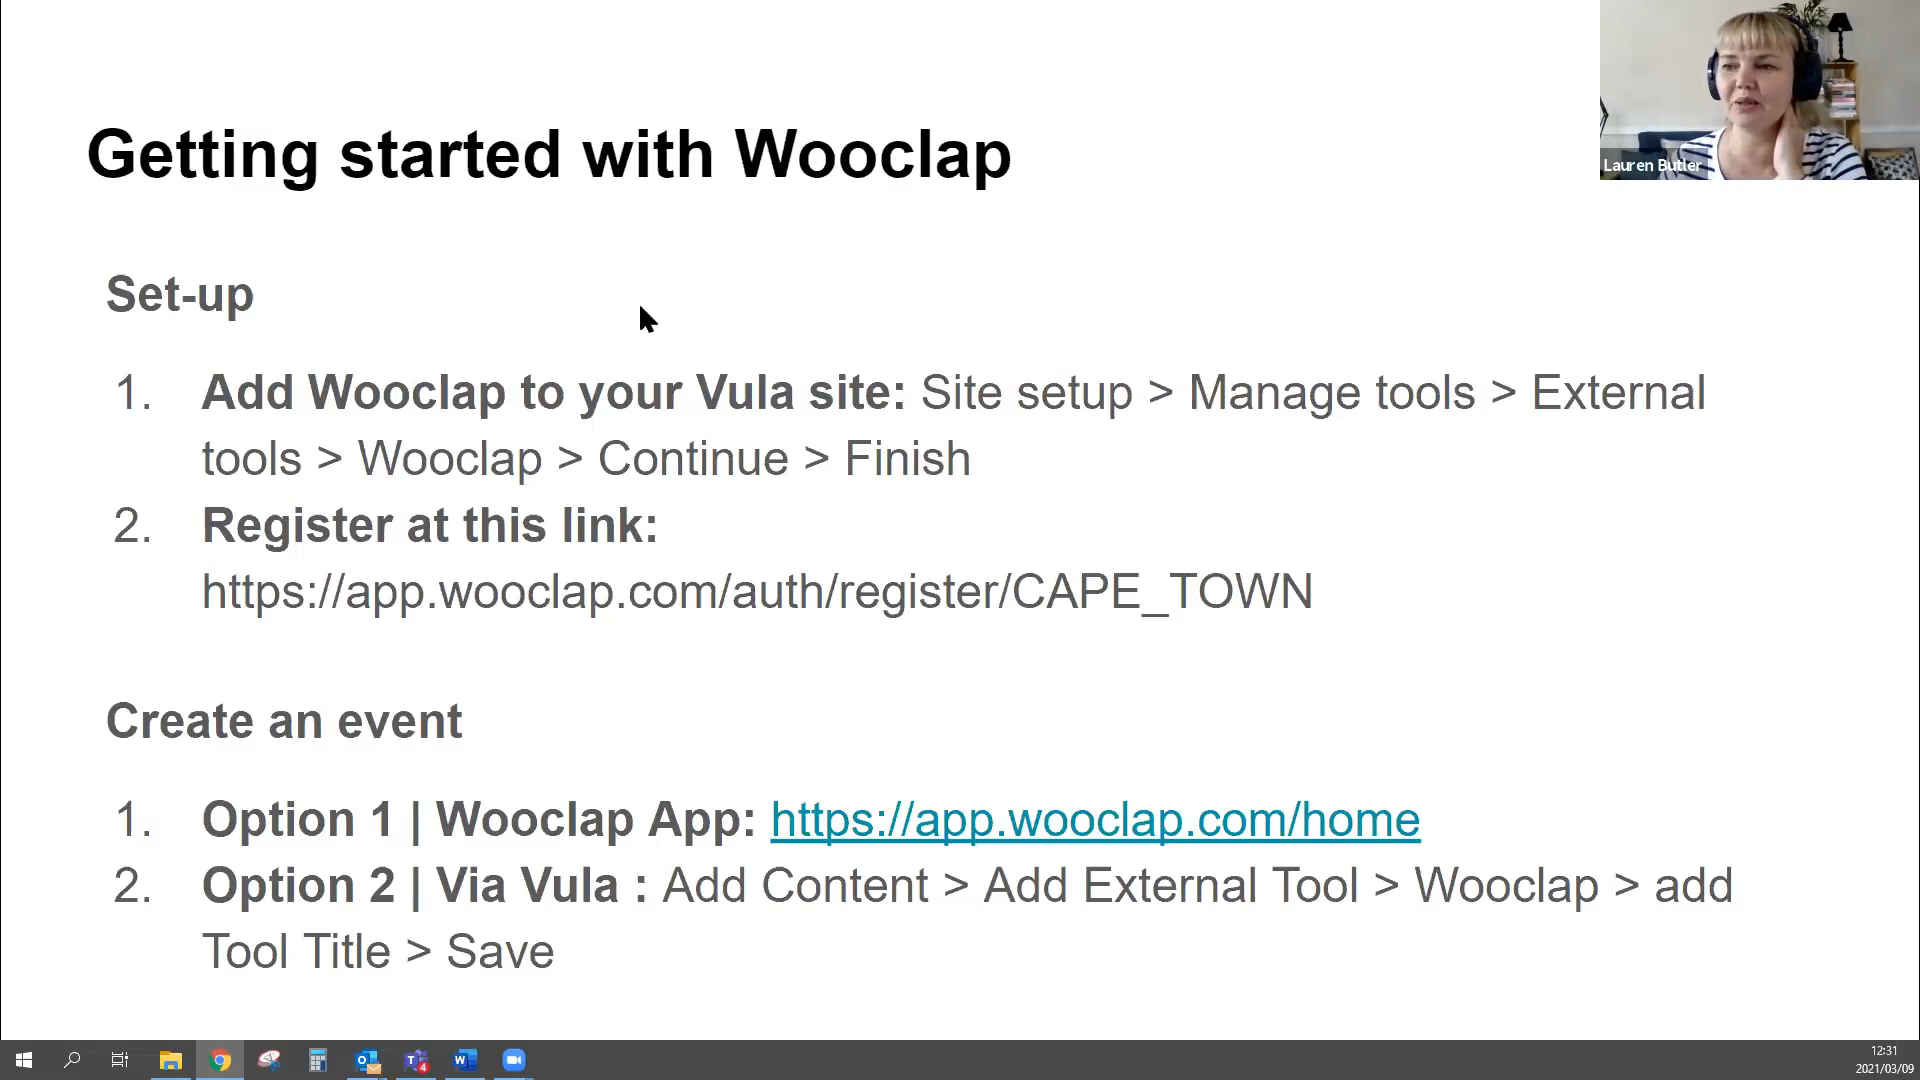 Getting started with Wooclap
Lauren Butler
Set-up
1. Add Wooclap to your Vula site: Site setup > Manage tools > External
tools > Wooclap > Continue > Finish
2. Register at this link:
https://app.wooclap.com/auth/register/CAPE_TOWN
Create an event
1. Option 1 | Wooclap App: https://app.wooclap.com/home
2. Option 2 | Via Vula : Add Content > Add External Tool > Wooclap > add
Tool Title > Save
12:31
2021/03/09